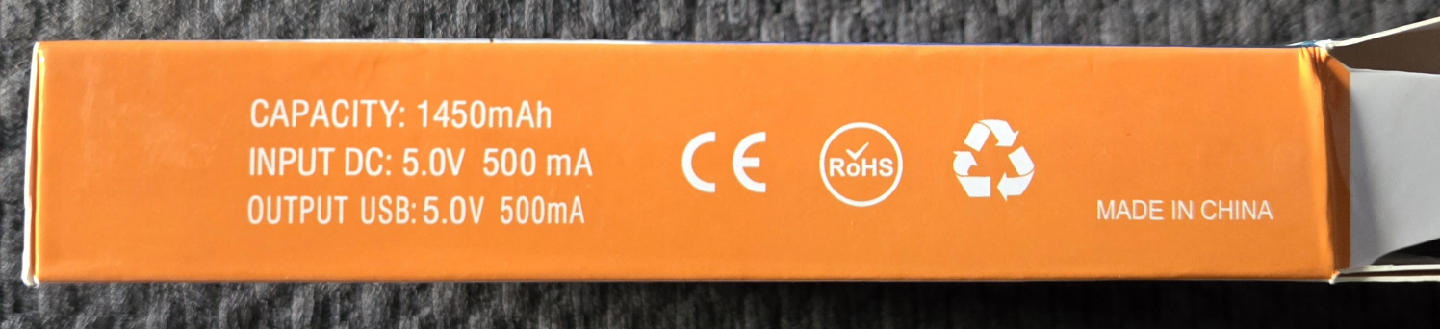 CAPACITY: 1450mAh
INPUT DC: 5.0V 500 mA
OUTPUT USB: 5.0V 500mA
CE
RoHS
MADE IN CHINA